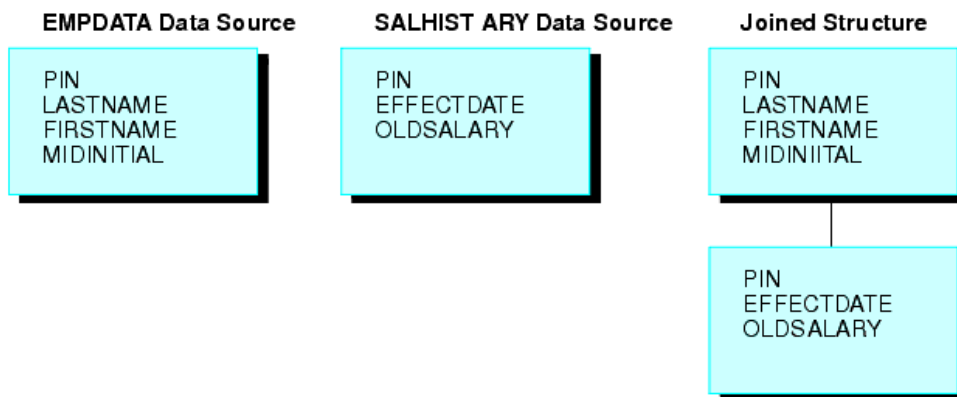 EMPDATA Data Source
PIN
LASTNAME
FIRSTNAME
MIDINITIAL
SALHIST ARY Data Source
PIN
EFFECTDATE
OLDSALARY
Joined Structure
PIN
LASTNAME
FIRSTNAME
MIDINIITAL
PIN
EFFECTDATE
OLDSALARY